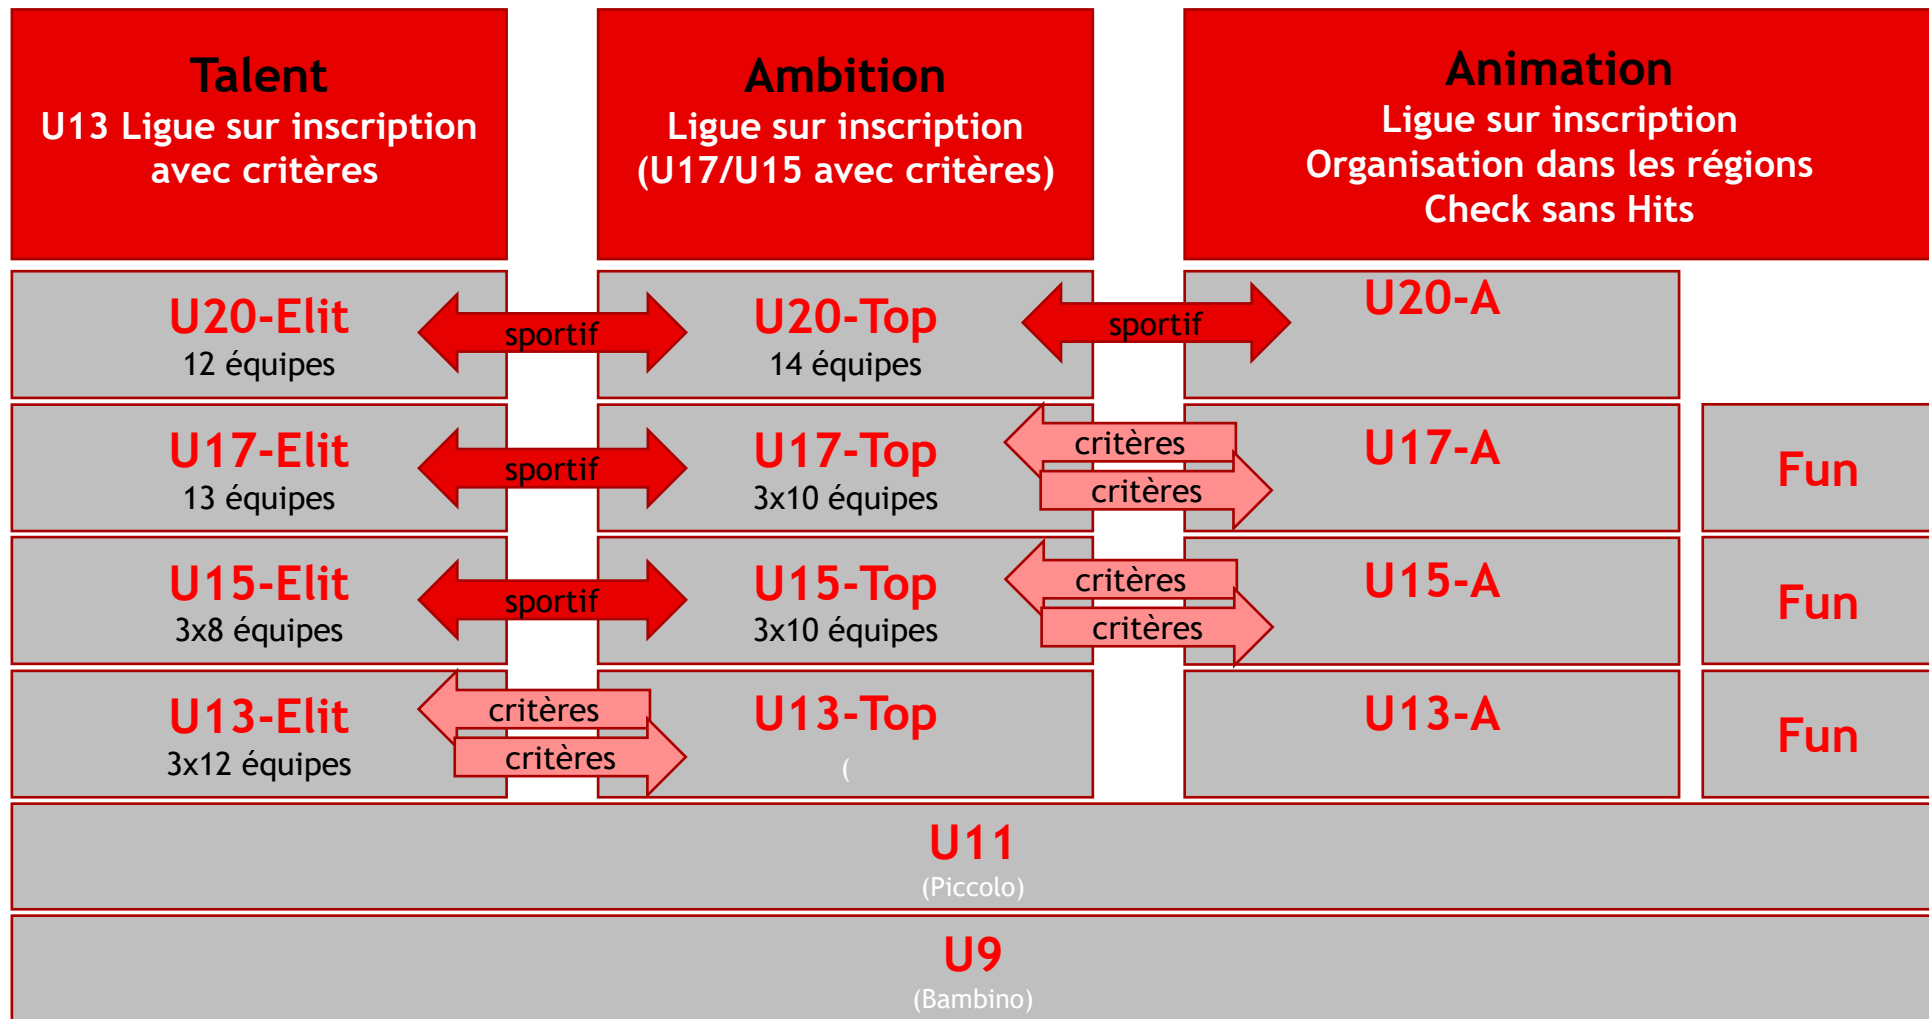 Talent
U13 Ligue sur inscription
avec critères
Ambition
Ligue sur inscription
(U17/U15 avec critères)
Animation
Ligue sur inscription
Organisation dans les régions
Check sans Hits
U20-Elit
12 équipes
sportif
U20-Top
14 équipes
sportif
U20-A
U17-Elit
13 équipes
sportif
U17-Top
3x10 équipes
critères
critères
U17-A
Fun
U15-Elit
3x8 équipes
sportif
U15-Top
3x10 équipes
critères
critères
U15-A
Fun
U13-Elit
3x12 équipes
critères
critères
U13-Top
(
U13-A
Fun
U11
(Piccolo)
U9
(Bambino)